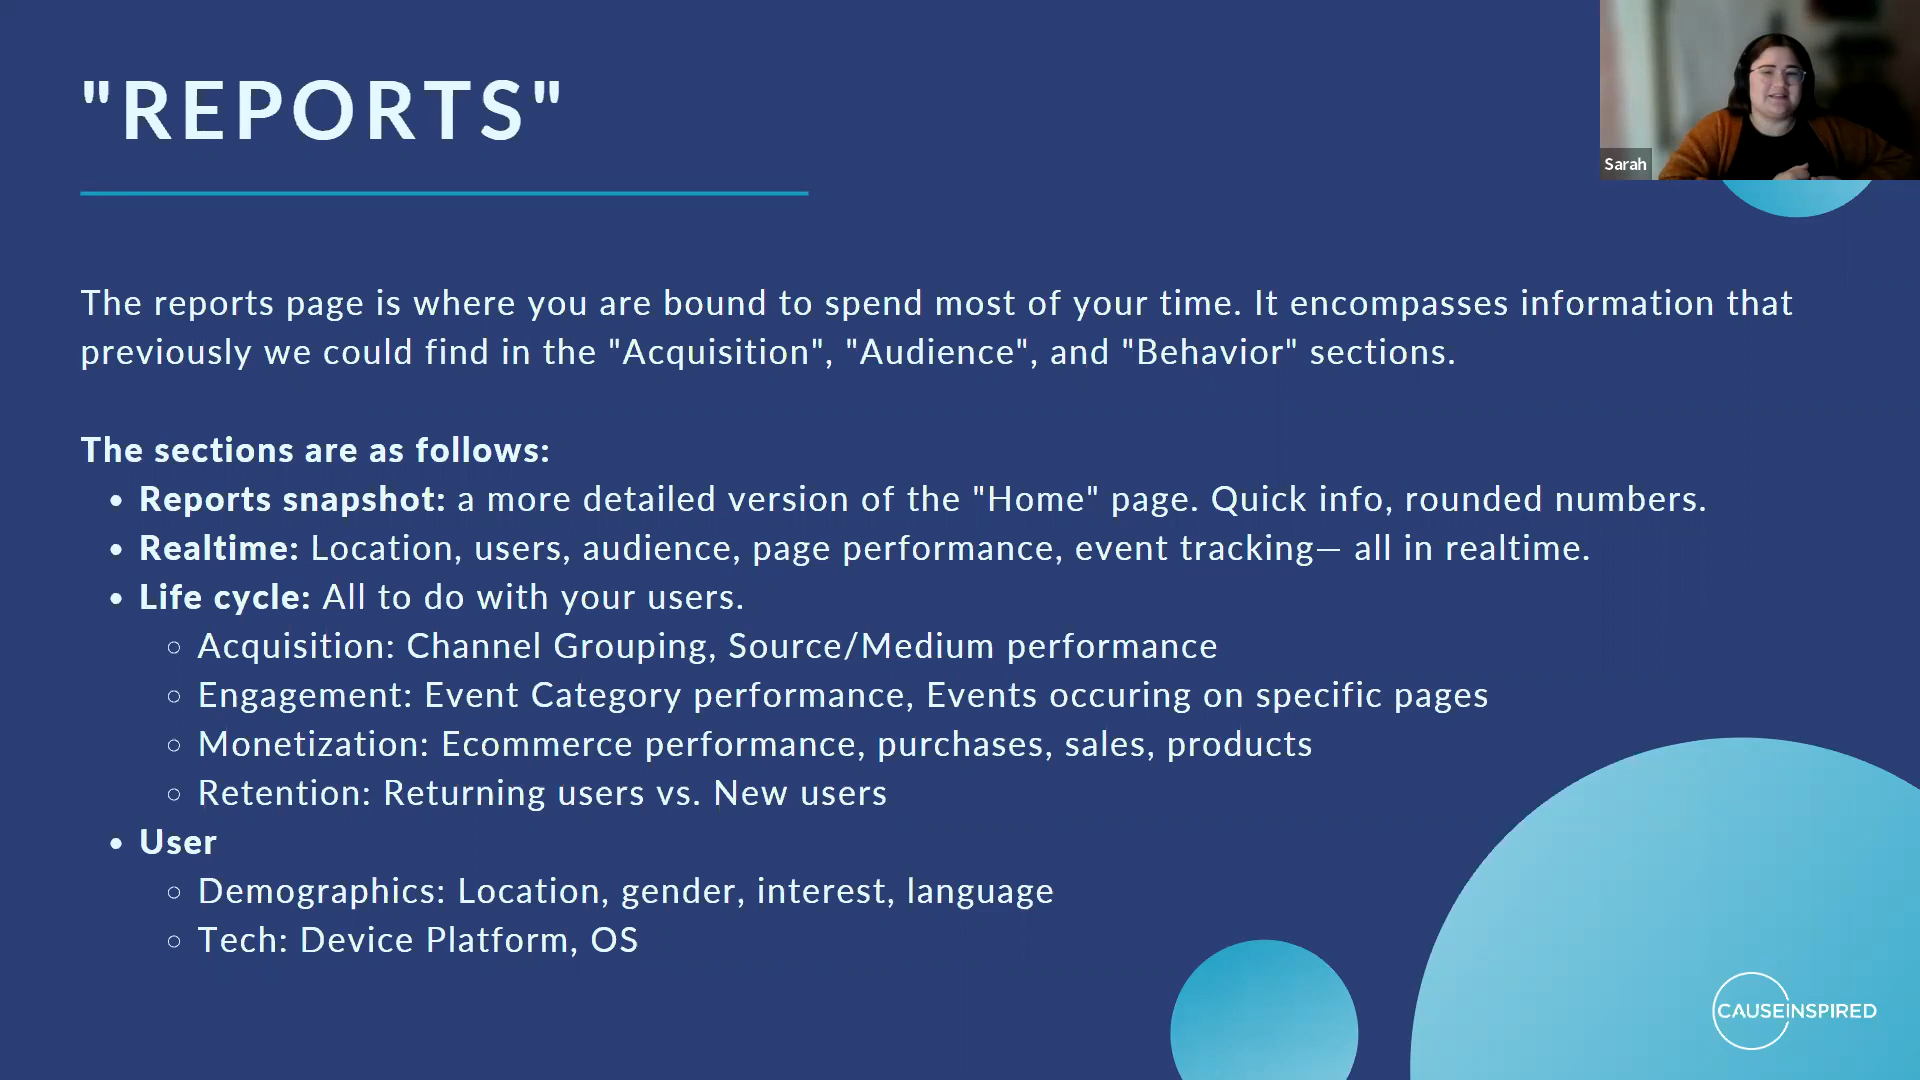 "REPORTS"
Sarah
The reports page is where you are bound to spend most of your time. It encompasses information that
previously we could find in the "Acquisition", "Audience", and "Behavior" sections.
The sections are as follows:
• Reports snapshot: a more detailed version of the "Home" page. Quick info, rounded numbers.
• Realtime: Location, users, audience, page performance, event tracking— all in realtime.
• Life cycle: All to do with your users.
○ Acquisition: Channel Grouping, Source/Medium performance
○ Engagement: Event Category performance, Events occuring on specific pages
○ Monetization: Ecommerce performance, purchases, sales, products
○ Retention: Returning users vs. New users
• User
○ Demographics: Location, gender, interest, language
○ Tech: Device Platform, OS
CAUSEINSPIRED